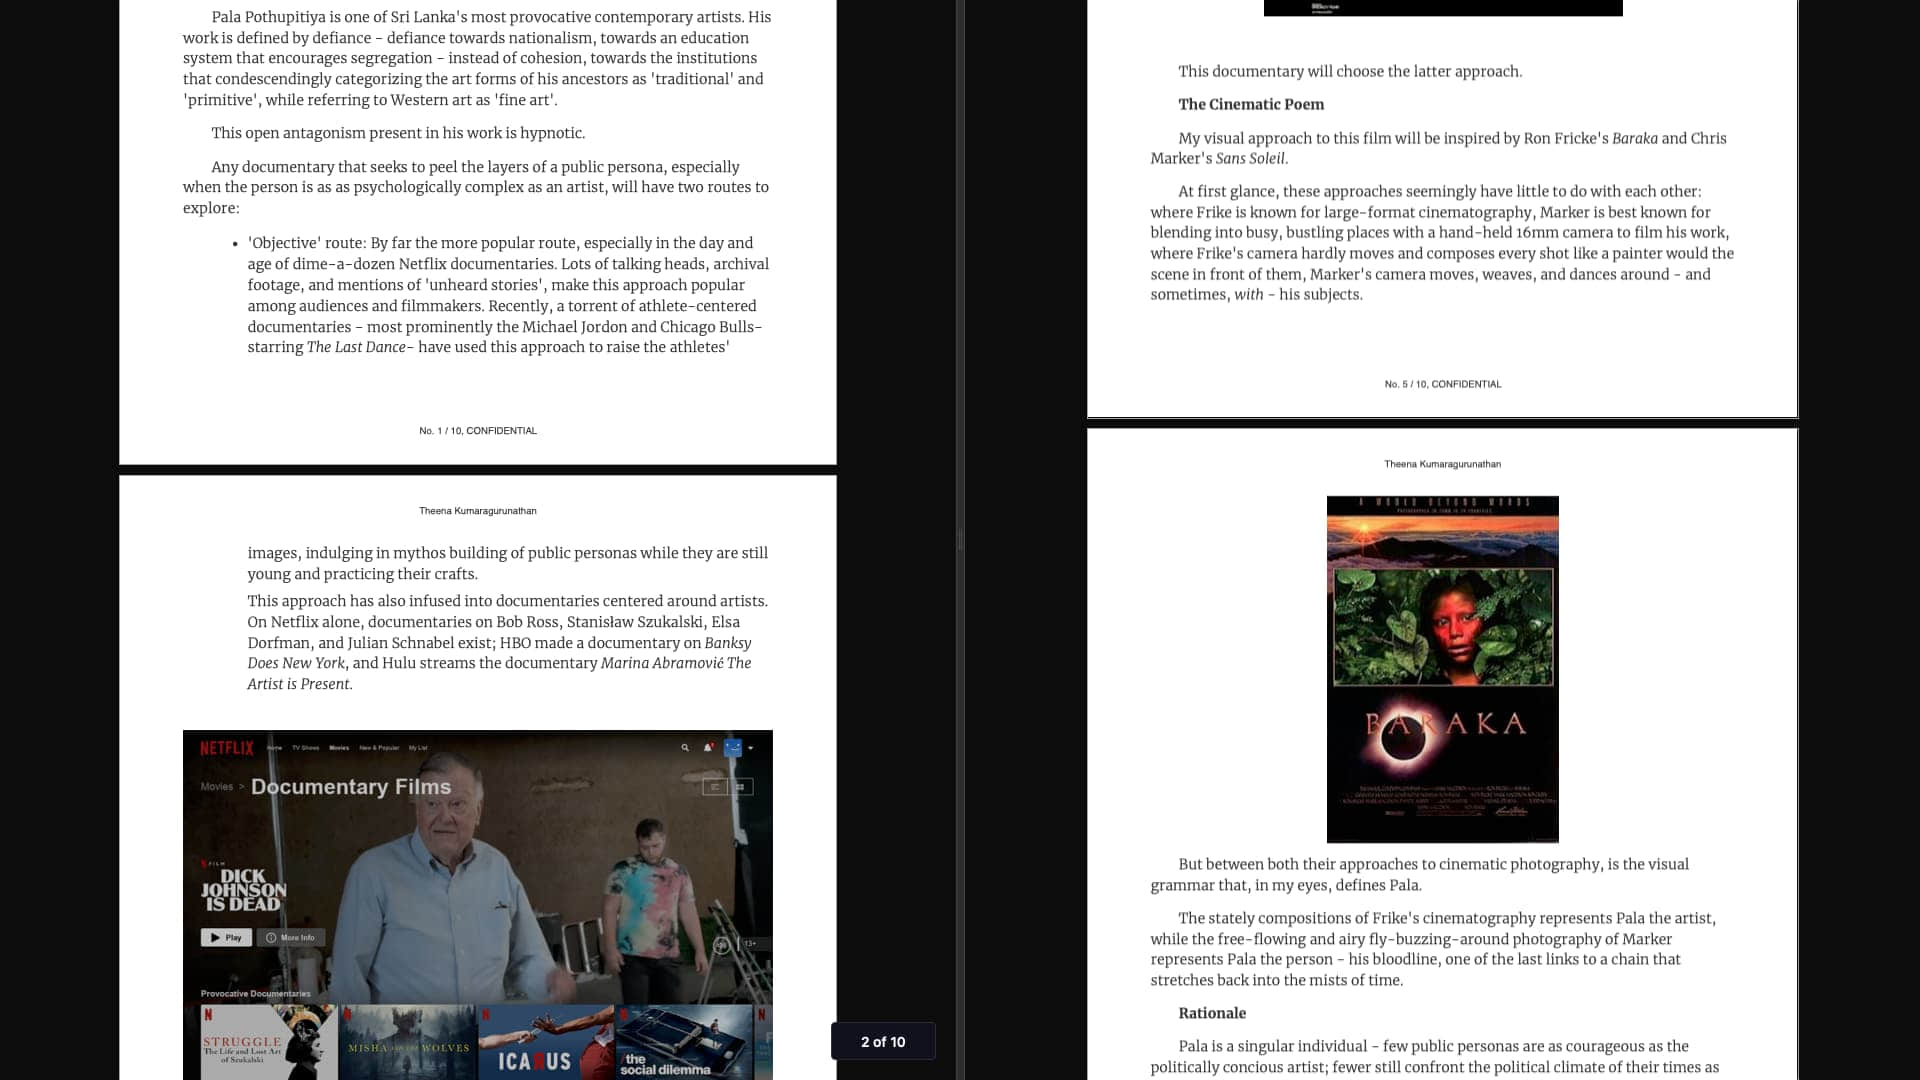 Pala Pothupitiya is one of Sri Lanka's most provocative contemporary artists. His
work is defined by defiance - defiance towards nationalism, towards an education
system that encourages segregation - instead of cohesion, towards the institutions
that condescendingly categorizing the art forms of his ancestors as 'traditional' and
'primitive', while referring to Western art as 'fine art'.
This open antagonism present in his work is hypnotic.
Any documentary that seeks to peel the layers of a public persona, especially
when the person is as as psychologically complex as an artist, will have two routes to
explore:
• 'Objective' route: By far the more popular route, especially in the day and
age of dime-a-dozen Netflix documentaries. Lots of talking heads, archival
footage, and mentions of 'unheard stories', make this approach popular
among audiences and filmmakers. Recently, a torrent of athlete-centered
documentaries - most prominently the Michael Jordon and Chicago Bulls-
starring The Last Dance- have used this approach to raise the athletes'
No. 1 / 10, CONFIDENTIAL
Theena Kumaragurunathan
images, indulging in mythos building of public personas while they are still
young and practicing their crafts.
This approach has also infused into documentaries centered around artists.
On Netflix alone, documentaries on Bob Ross, Stanisław Szukalski, Elsa
Dorfman, and Julian Schnabel exist; HBO made a documentary on Banksy
Does New York, and Hulu streams the documentary Marina Abramović The
Artist is Present.
NETFLIX Home TV Shows Movies New & Popular My List
Movies > Documentary Films
N FILM
DICK
JOHNSON
IS DEAD
Play More Info
13+
Provocative Documentaries
N N N N N
STRUGGLE
The Life and Lost Art
of Szukalski
MISHA AND THE WOLVES
ICARUS
/the
social dilemma
2 of 10
This documentary will choose the latter approach.
The Cinematic Poem
My visual approach to this film will be inspired by Ron Fricke's Baraka and Chris
Marker's Sans Soleil.
At first glance, these approaches seemingly have little to do with each other:
where Frike is known for large-format cinematography, Marker is best known for
blending into busy, bustling places with a hand-held 16mm camera to film his work,
where Frike's camera hardly moves and composes every shot like a painter would the
scene in front of them, Marker's camera moves, weaves, and dances around - and
sometimes, with - his subjects.
No. 5 / 10, CONFIDENTIAL
Theena Kumaragurunathan
A WORLD BEYOND WORDS
BARAKA
But between both their approaches to cinematic photography, is the visual
grammar that, in my eyes, defines Pala.
The stately compositions of Frike's cinematography represents Pala the artist,
while the free-flowing and airy fly-buzzing-around photography of Marker
represents Pala the person - his bloodline, one of the last links to a chain that
stretches back into the mists of time.
Rationale
Pala is a singular individual - few public personas are as courageous as the
politically concious artist; fewer still confront the political climate of their times as